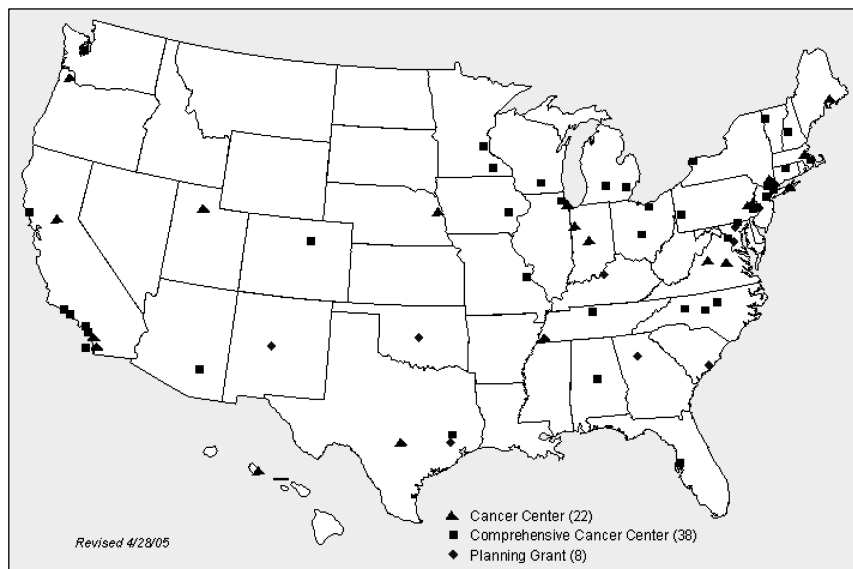 Cancer Center (22)
Comprehensive Cancer Center (38)
Revised 4/28/05
Planning Grant (8)